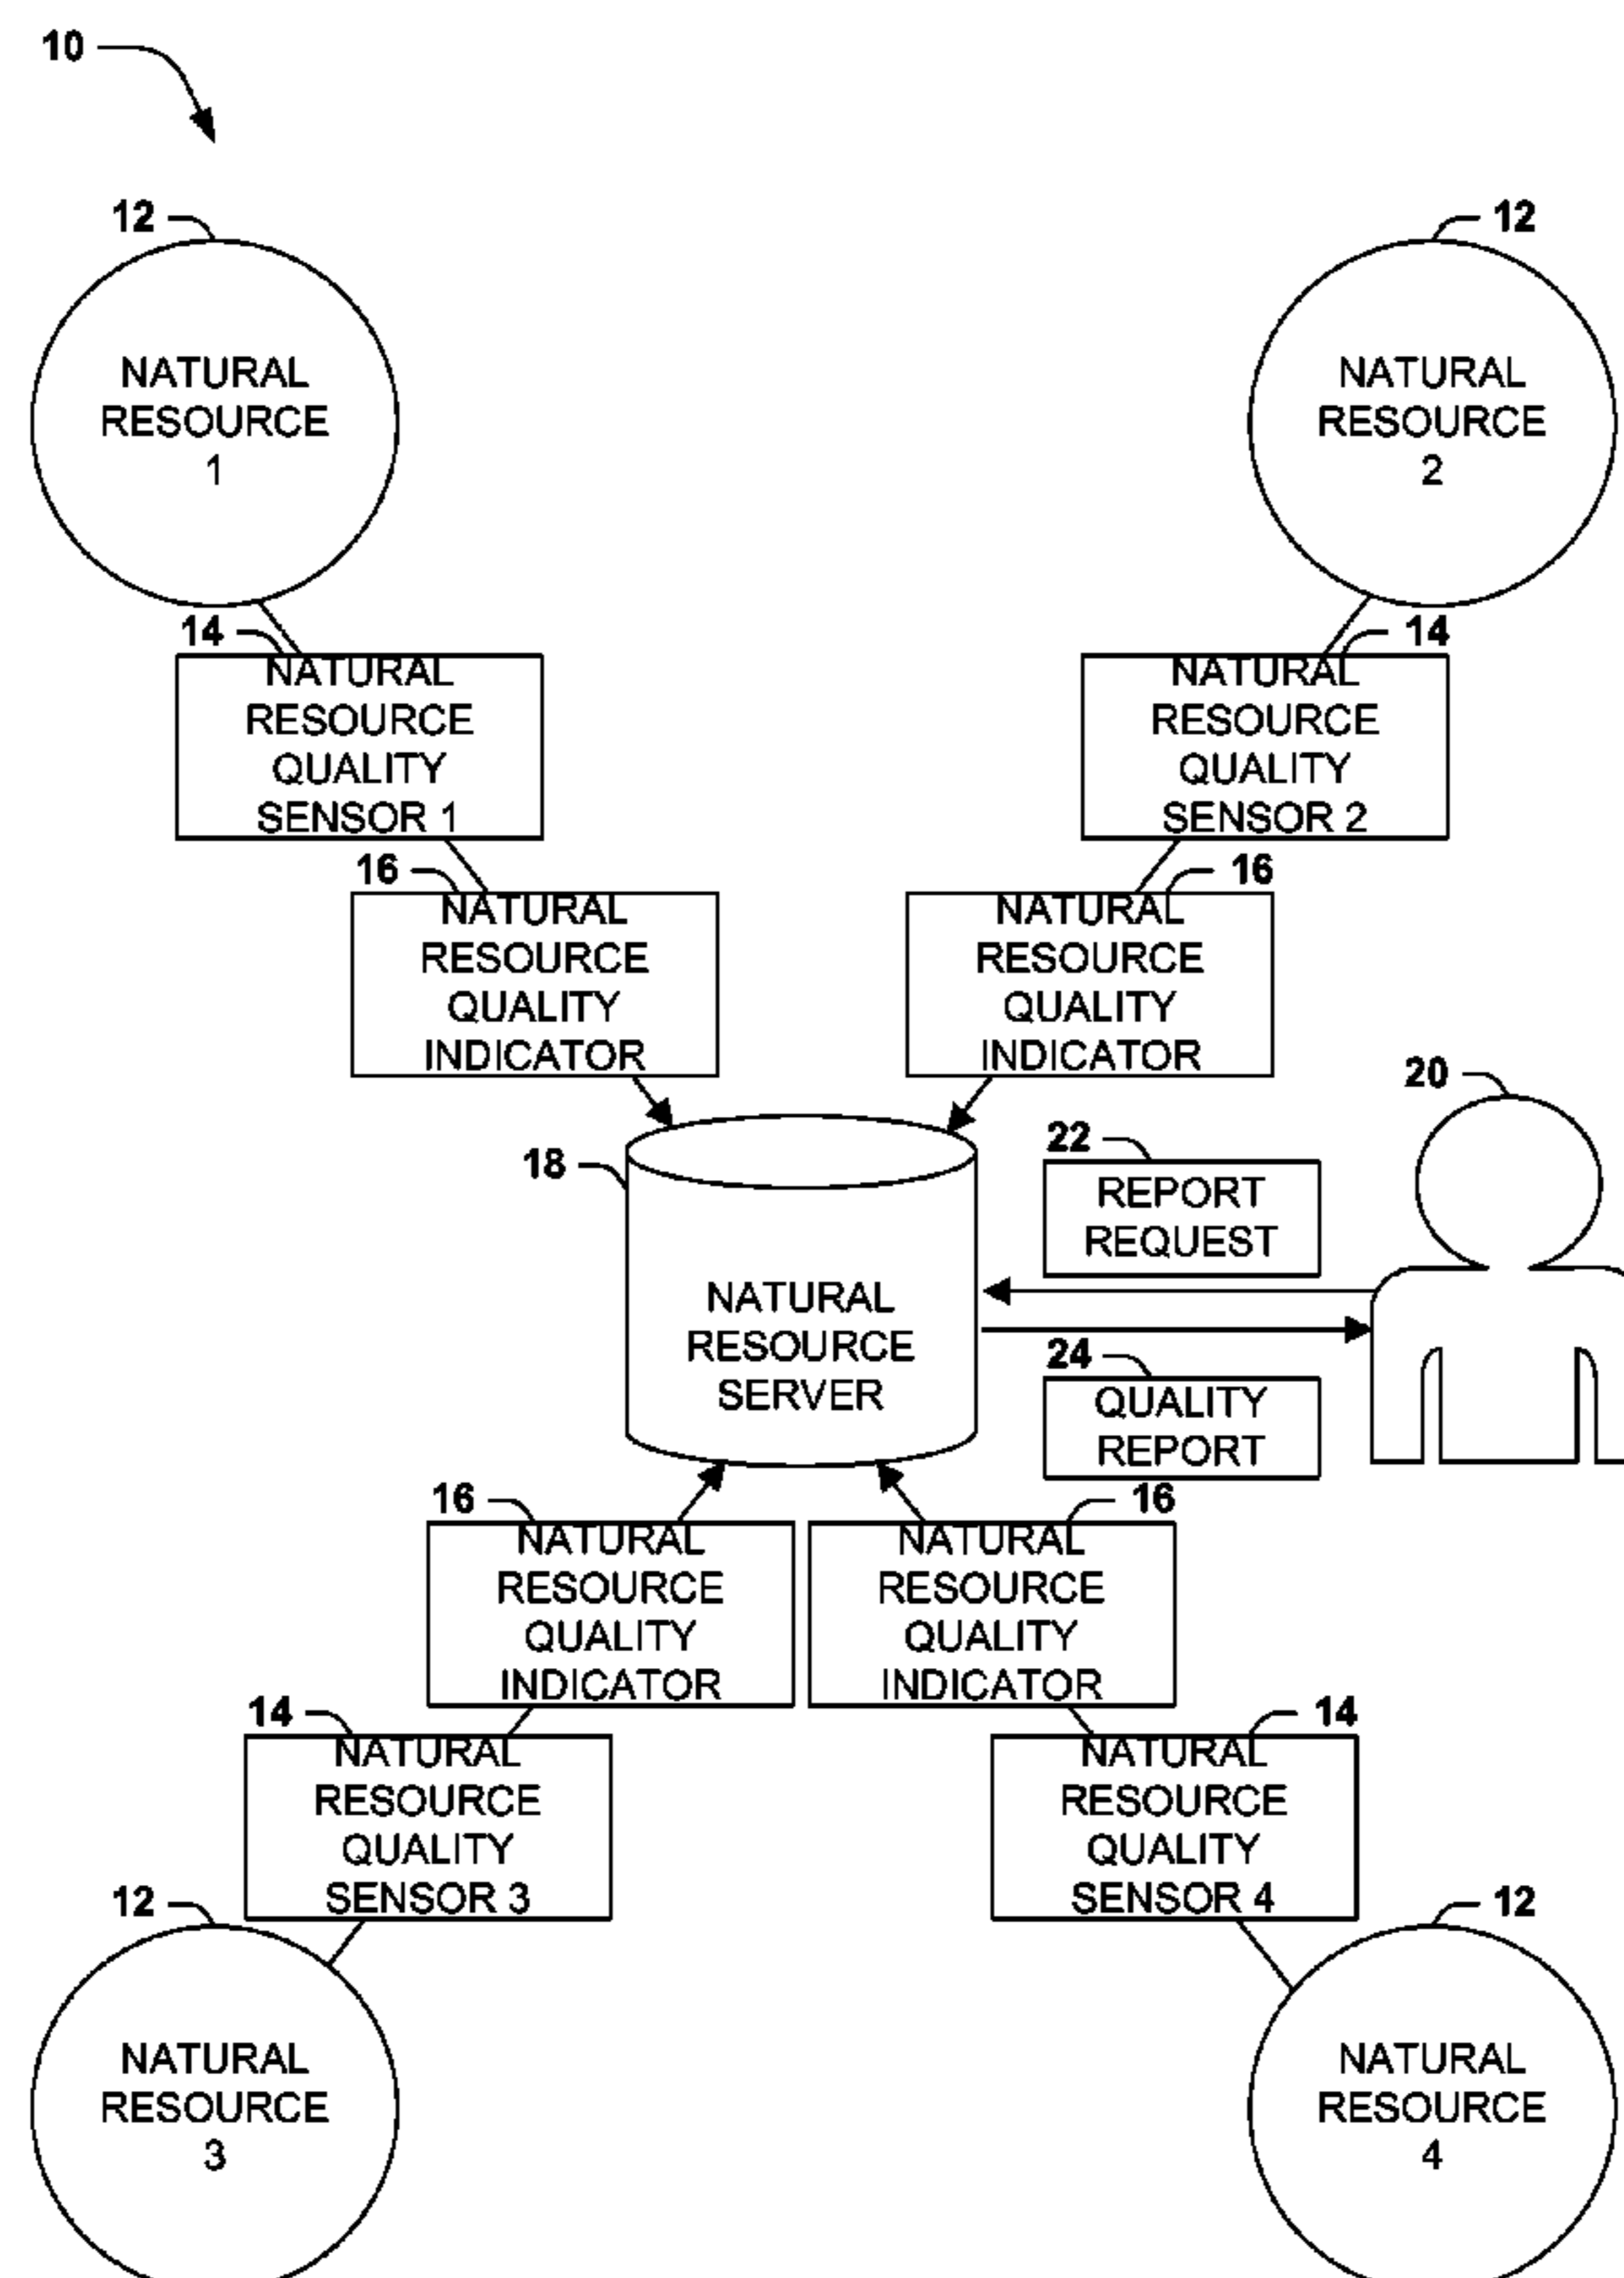 10
12
12
NATURAL
RESOURCE
1
NATURAL
RESOURCE
2
14
14
NATURAL
RESOURCE
QUALITY
SENSOR 1
NATURAL
RESOURCE
QUALITY
SENSOR 2
16
16
NATURAL
RESOURCE
QUALITY
INDICATOR
NATURAL
RESOURCE
QUALITY
INDICATOR
20
18
22
REPORT
REQUEST
NATURAL
RESOURCE
SERVER
24
QUALITY
REPORT
16
16
NATURAL
RESOURCE
QUALITY
INDICATOR
NATURAL
RESOURCE
QUALITY
INDICATOR
14
14
NATURAL
RESOURCE
QUALITY
SENSOR 3
NATURAL
RESOURCE
QUALITY
SENSOR 4
12
12
NATURAL
RESOURCE
3
NATURAL
RESOURCE
4